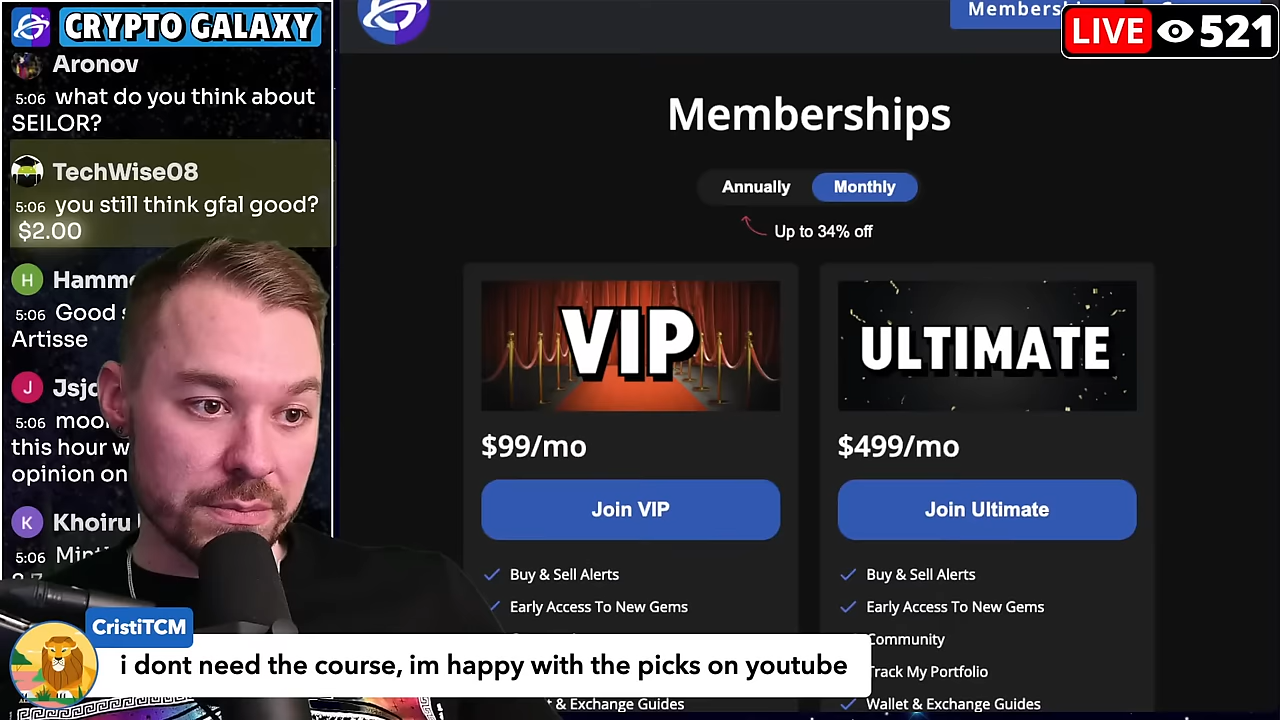 CRYPTO GALAXY
Aronov
5:06 what do you think about
SEILOR?
TechWise08
5:06 you still think gfal good?
$2.00
H
5:06 Good
Artisse
J
5:06
this hour
opinion on
K Khoiru
5:06
LIVE 521
Memberships
Annually
Monthly
Up to 34% off
VIP
$99/mo
Join VIP
Buy & Sell Alerts
Early Access To New Gems
& Exchange Guides
ULTIMATE
$499/mo
Join Ultimate
Buy & Sell Alerts
Early Access To New Gems
Community
Track My Portfolio
Wallet & Exchange Guides
CristiTCM
i dont need the course, im happy with the picks on youtube